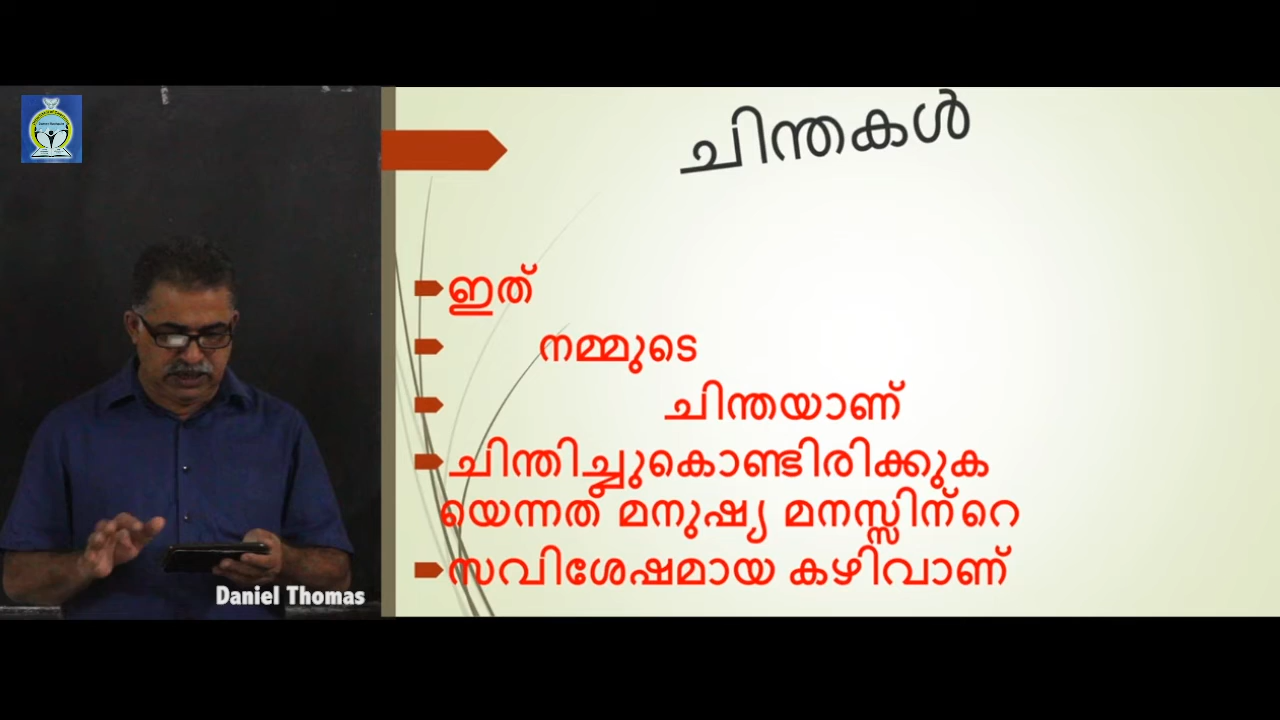 ചിന്തകൾ
ഇത്
നമ്മുടെ
ചിന്തയാണ്
ചിന്തിച്ചുകൊണ്ടിരിക്കുക
യെന്നത് മനുഷ്യ മനസ്സിന്റെ
സവിശേഷമായ കഴിവാണ്
Daniel Thomas